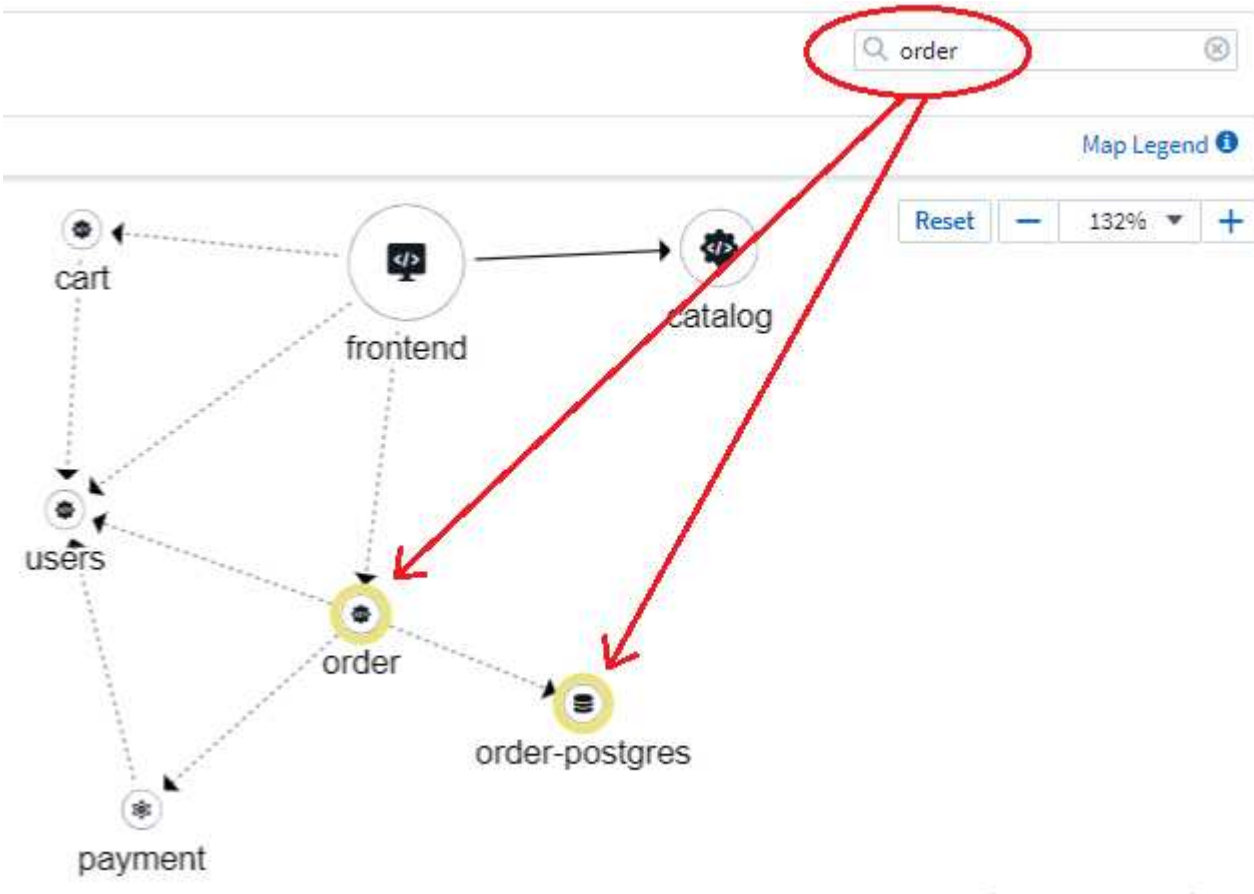 order
Map Legend
Reset
132%
cart
frontend
catalog
users
order
order-postgres
payment